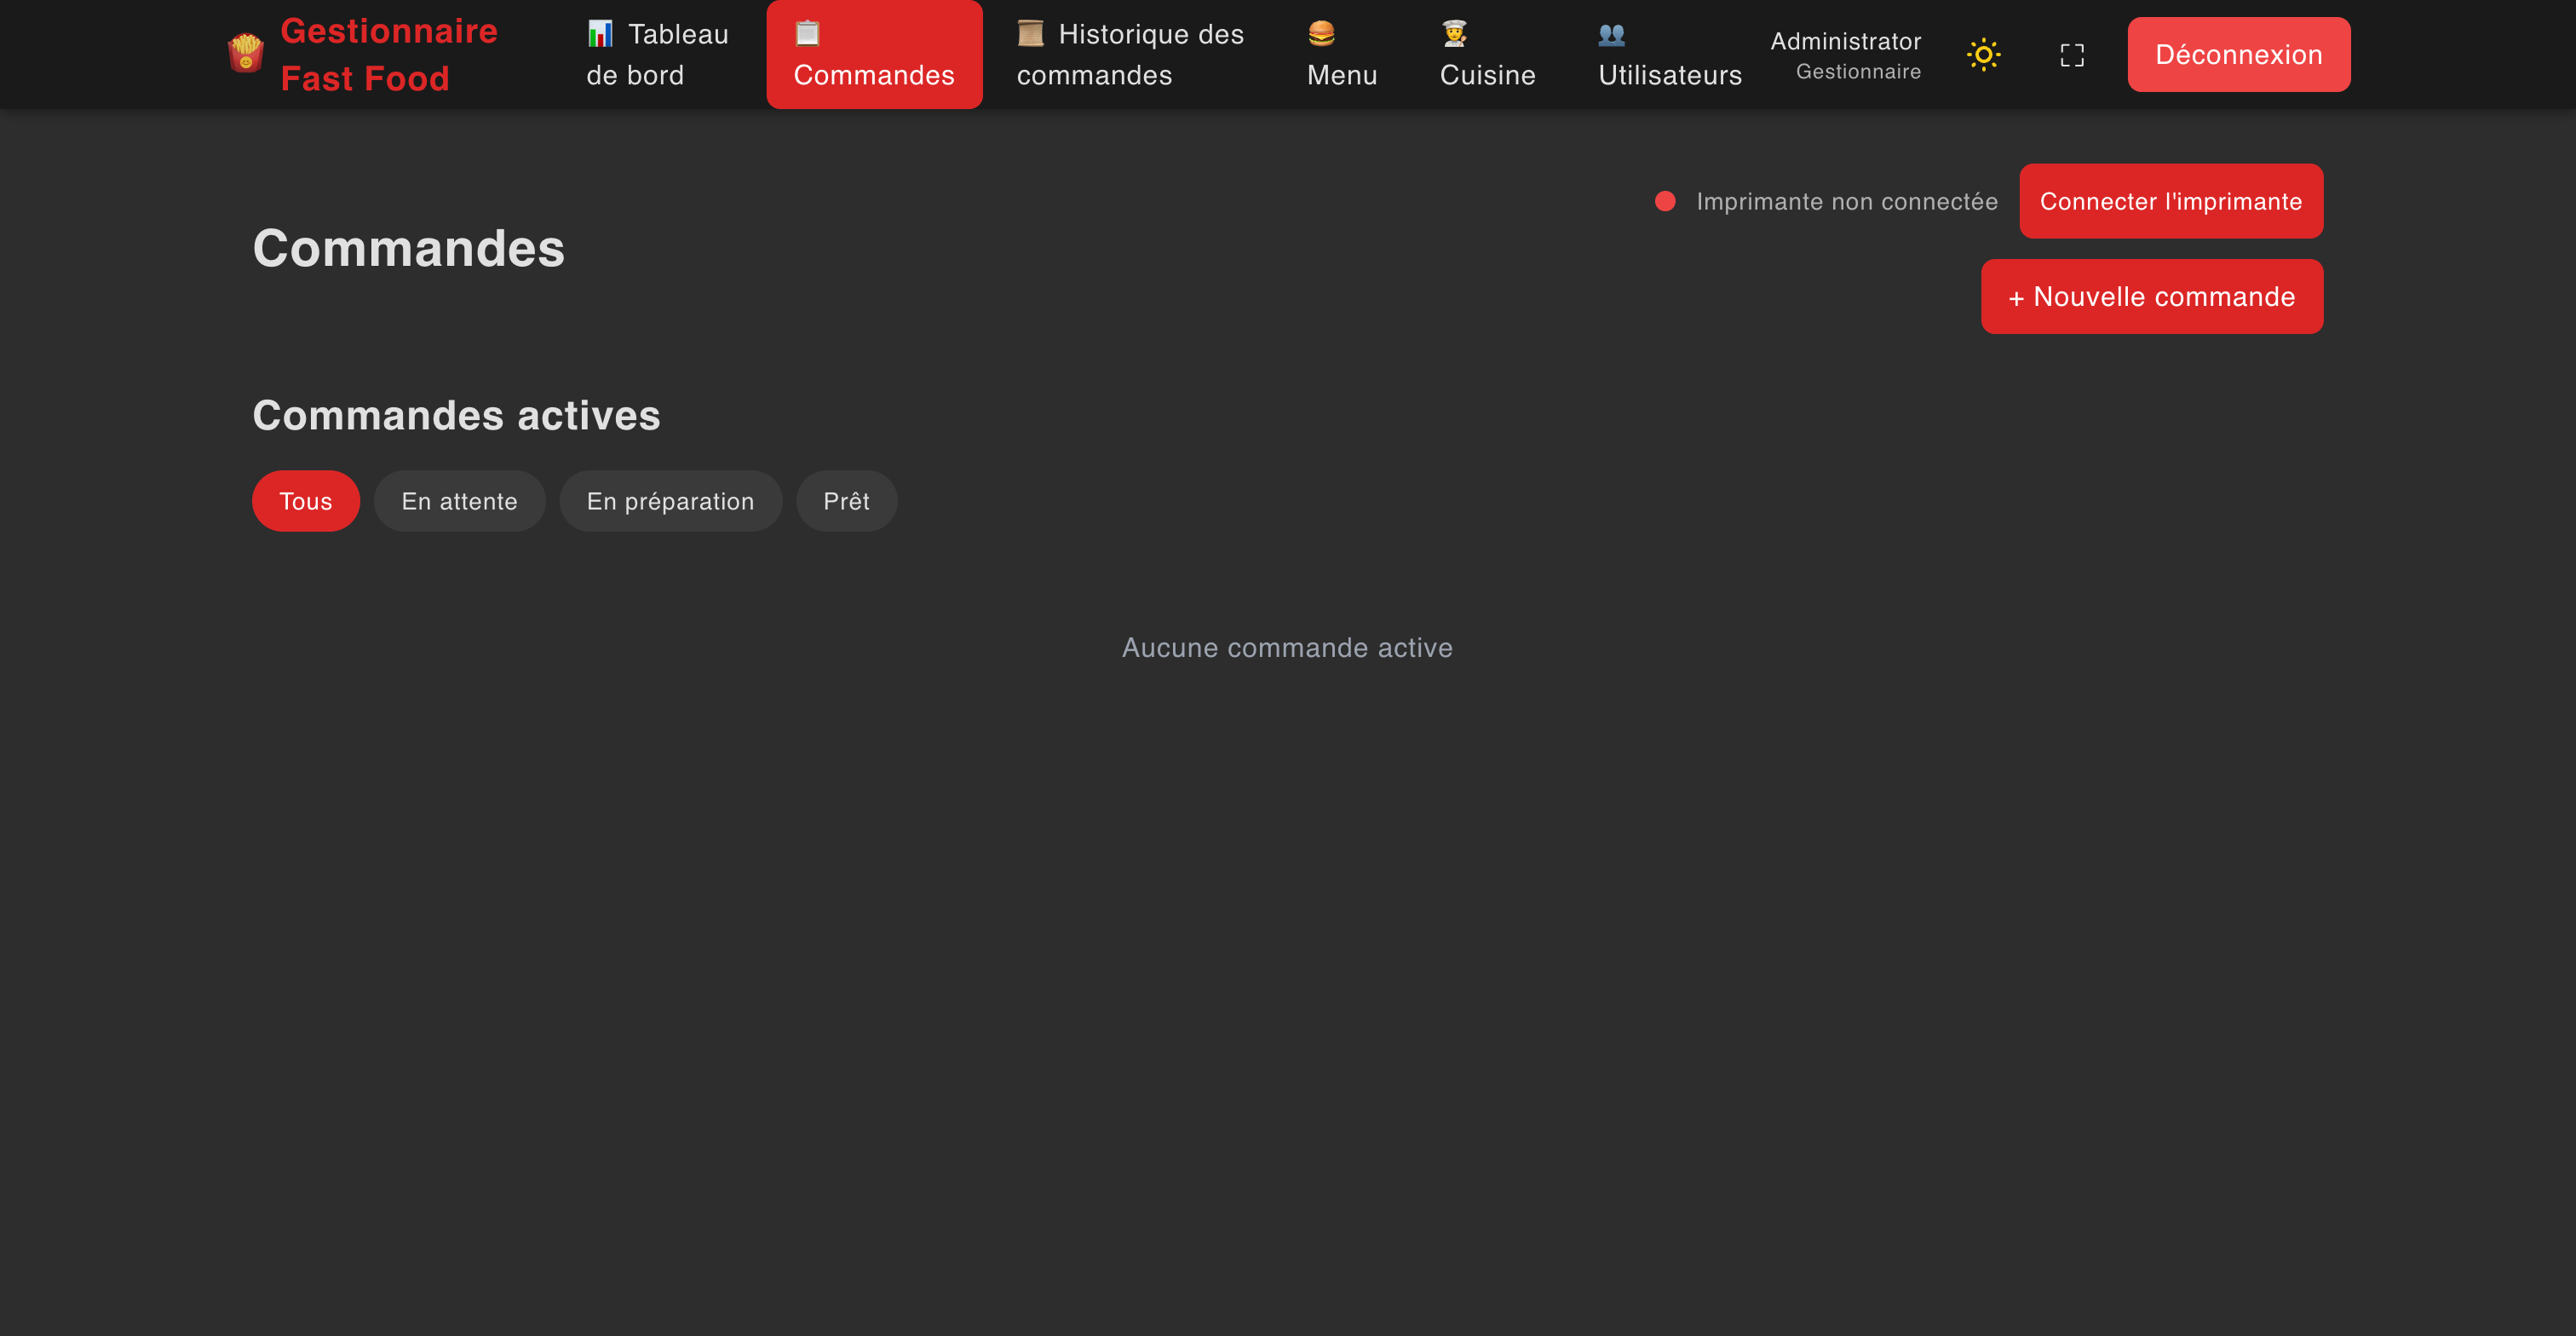 Gestionnaire
Fast Food
Tableau
de bord
Commandes
Historique des
commandes
Menu
Cuisine
Utilisateurs
Administrator
Gestionnaire
Déconnexion
Imprimante non connectée
Connecter l'imprimante
Commandes
+ Nouvelle commande
Commandes actives
Tous
En attente
En préparation
Prêt
Aucune commande active